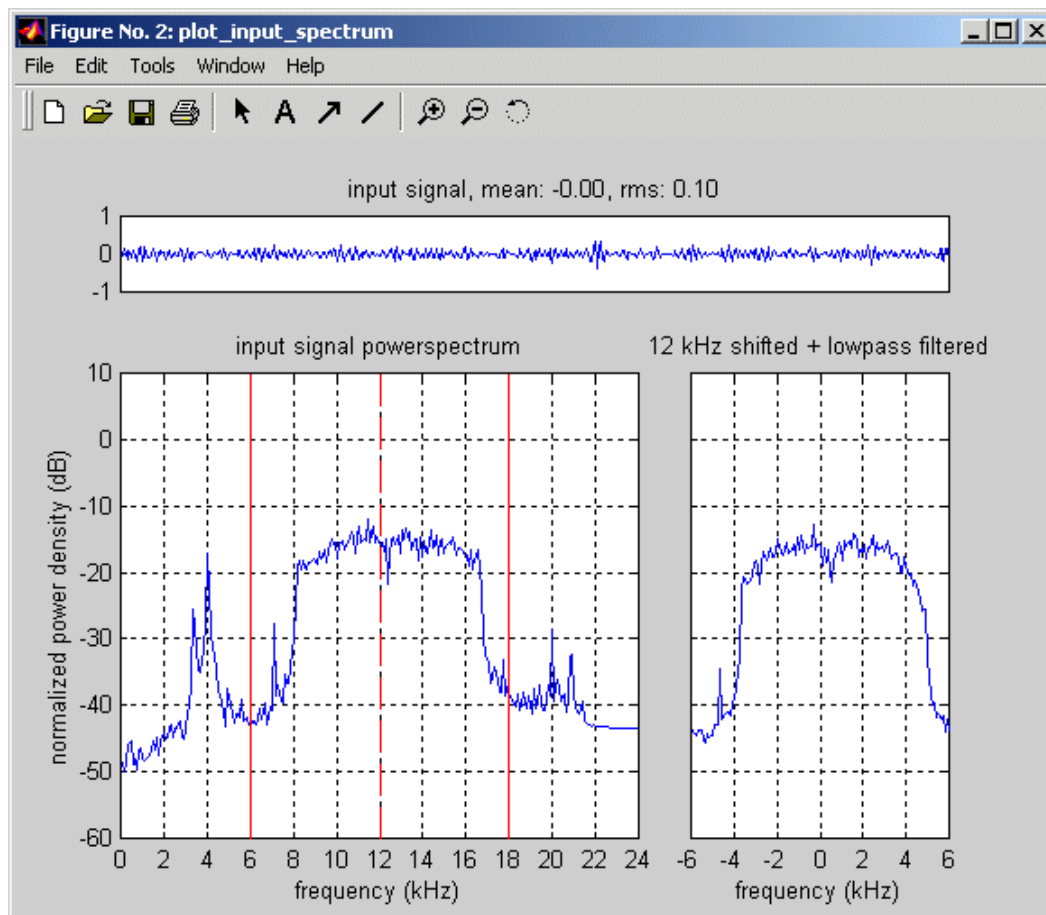 Figure No. 2: plot_input_spectrum
File Edit Tools Window Help
A
input signal, mean: -0.00, rms: 0.10
1
0
-1
input signal powerspectrum
12 kHz shifted + lowpass filtered
normalized power density (dB)
10
0
-10
-20
-30
-40
-50
-60
0 2 4 6 8 10 12 14 16 18 20 22 24
-6 -4 -2 0 2 4 6
frequency (kHz)
frequency (kHz)